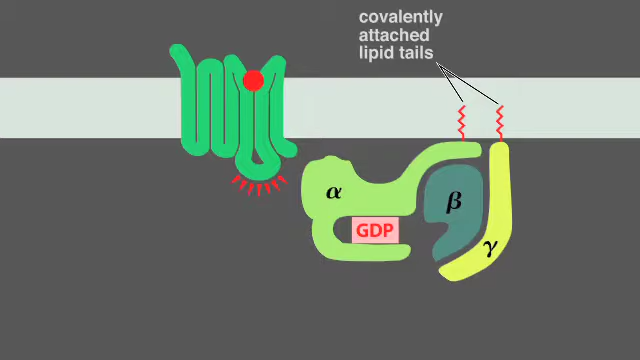 covalently
attached
lipid tails
α
β
GDP
γ